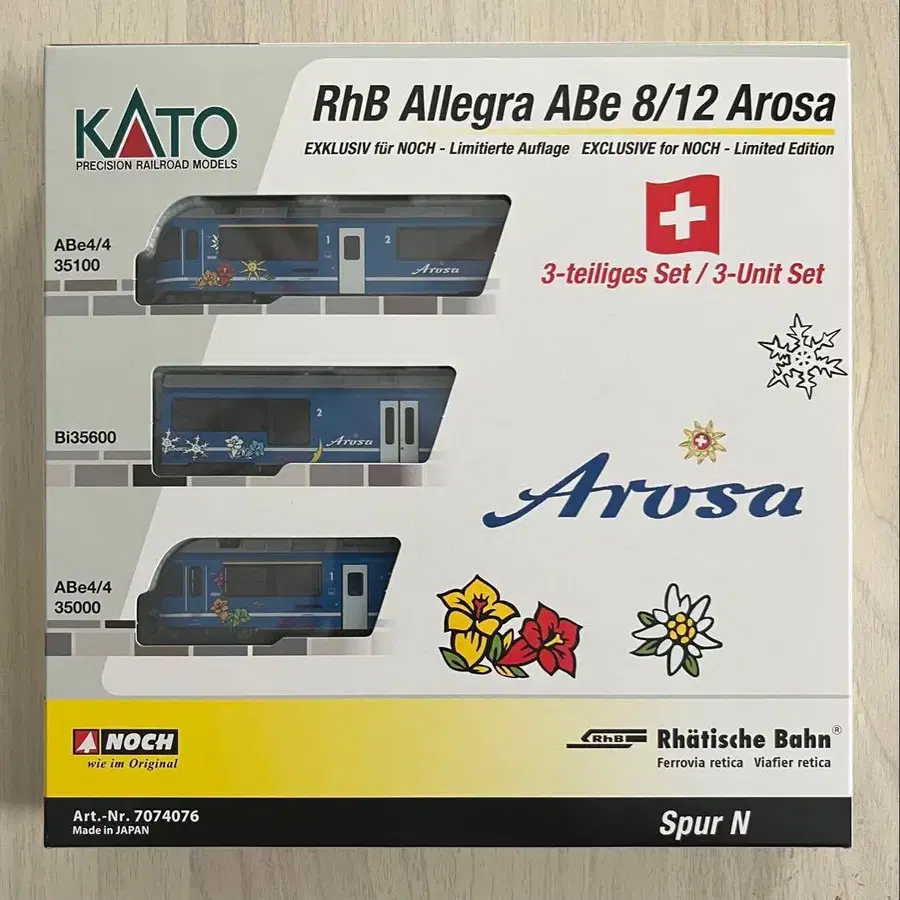 KATO
PRECISION RAILROAD MODELS
RhB Allegra ABe 8/12 Arosa
EXKLUSIV für NOCH - Limitierte Auflage EXCLUSIVE for NOCH - Limited Edition
3-teiliges Set / 3-Unit Set
ABe4/4
35100
1 2
Arosa
Bi35600
2
Arosa
Arosa
ABe4/4
35000
1
NOCH
wie im Original
RhB
Rhätische Bahn®
Ferrovia retica Viafier retica
Art.-Nr. 7074076
Made in JAPAN
Spur N